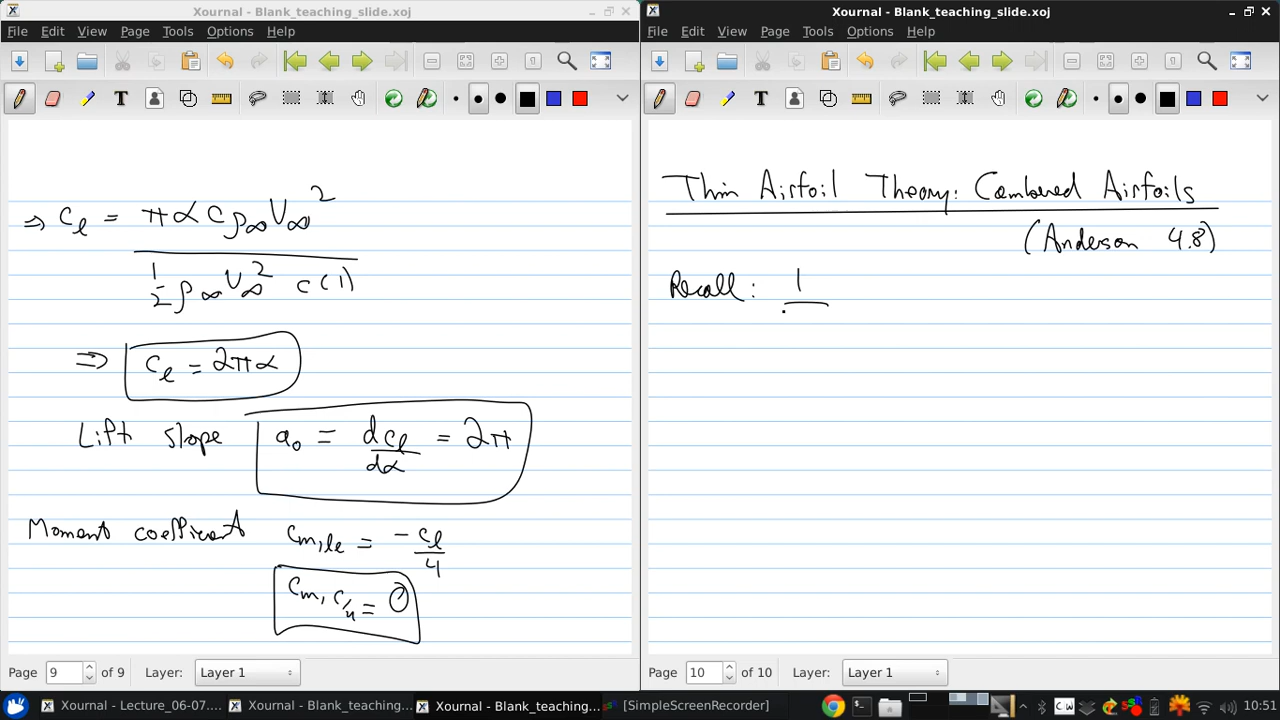 Xournal - Blank_teaching_slide.xoj
File Edit View Page Tools Options Help
⇒ Cℓ = παcρ∞V∞²
½ρ∞V∞² c(1)
⇒ Cℓ = 2πα
Lift slope a₀ = dcℓ/dα = 2π
Moment coefficient cm,le = -cℓ/4
cm,c/4 = 0
Page 9 of 9 Layer: Layer 1
Xournal - Blank_teaching_slide.xoj
File Edit View Page Tools Options Help
Thin Airfoil Theory: Cambered Airfoils
(Anderson 4.8)
Recall: 1
Page 10 of 10 Layer: Layer 1
Xournal - Lecture_06-07.... Xournal - Blank_teaching... Xournal - Blank_teaching... [SimpleScreenRecorder] 10:51